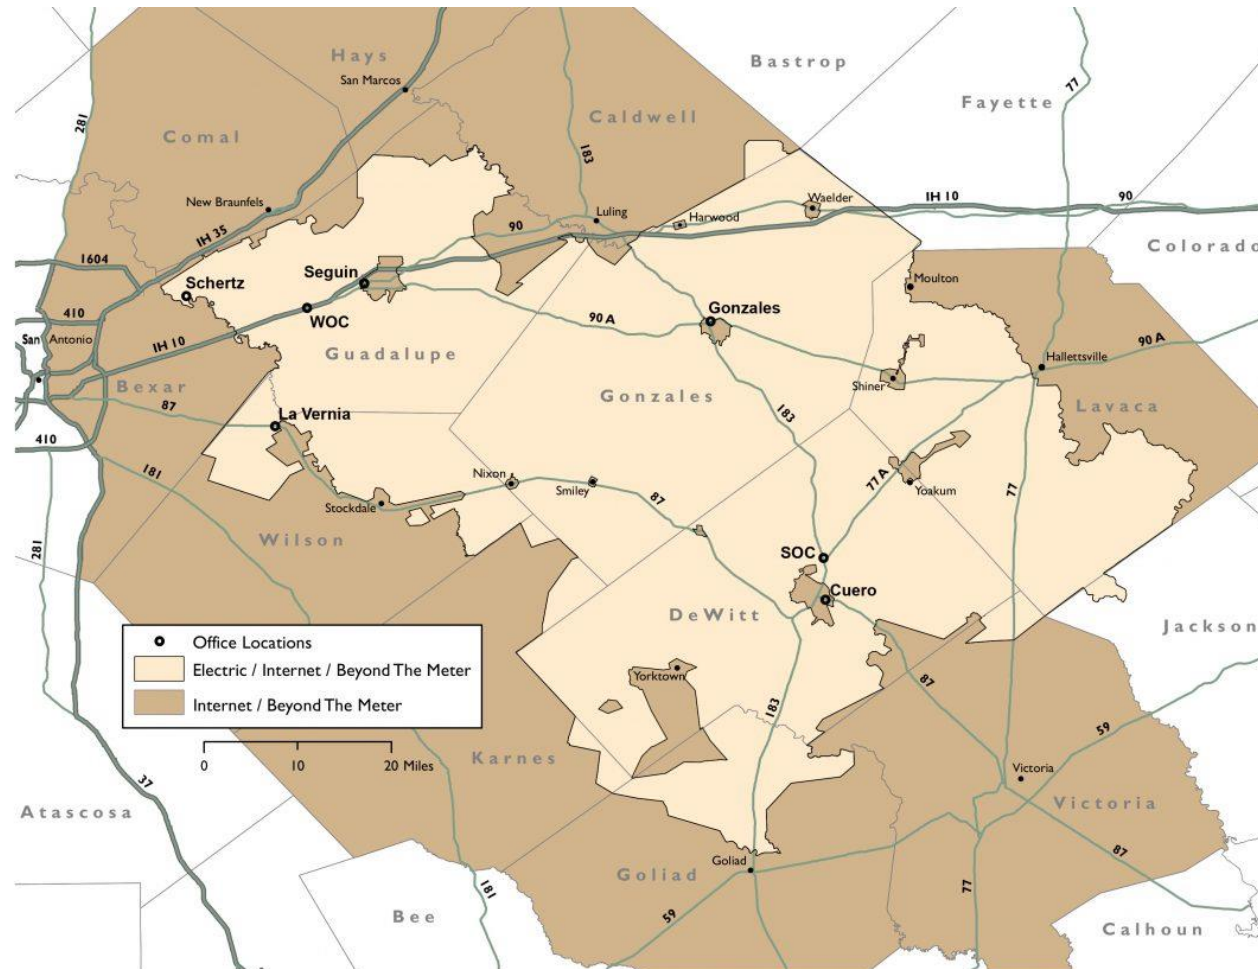 Hays
Bastrop
San Marcos
77
Fayette
281
Caldwell
Comal
183
New Braunfels
Waelder
IH 10
90
Luling
Harwood
90
IH 35
Colorado
1604
Schertz
Seguin
Moulton
410
WOC
90 A
Gonzales
San Antonio
IH 10
Guadalupe
90 A
Hallettsville
Bexar
Shiner
Gonzales
Lavaca
87
La Vernia
183
410
181
Nixon
77 A
Smiley
87
Yoakum
77
Stockdale
Wilson
281
SOC
Cuero
DeWitt
Jackson
Office Locations
Electric / Internet / Beyond The Meter
Internet / Beyond The Meter
Yorktown
87
183
59
0 10 20 Miles
Karnes
37
Victoria
Atascosa
Victoria
Goliad
Goliad
87
181
77
59
Bee
Calhoun